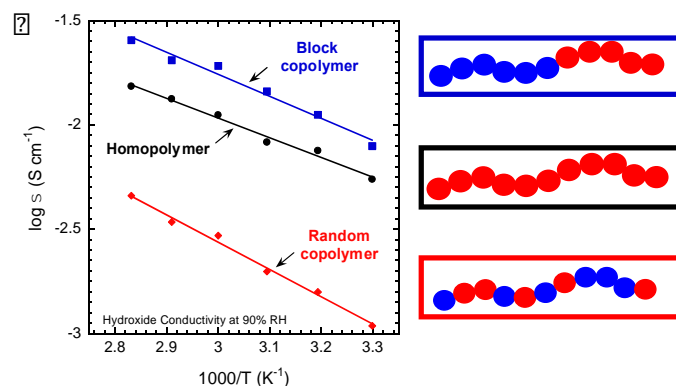 -1.5
Block
copolymer
-2
Homopolymer
log s (S cm-1)
-2.5
Random
copolymer
Hydroxide Conductivity at 90% RH
-3
2.8 2.9 3 3.1 3.2 3.3
1000/T (K-1)